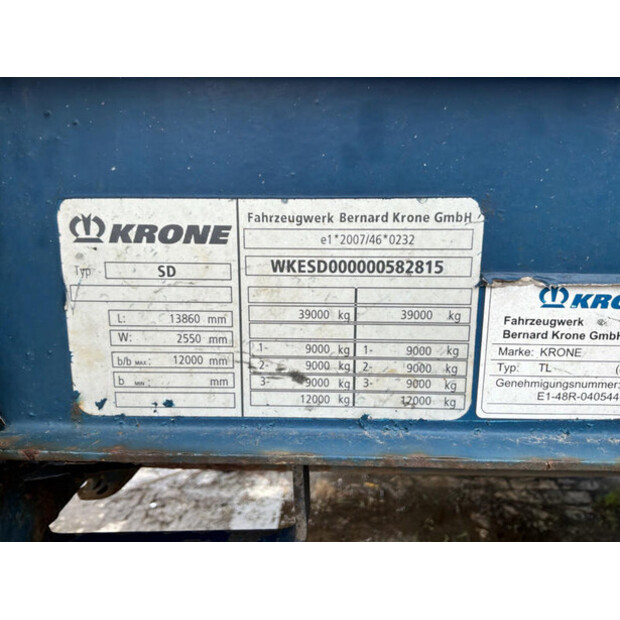 KRONE
Typ: SD
L: 13860 mm
W: 2550 mm
b/b MAX: 12000 mm
b MIN: mm
Fahrzeugwerk Bernard Krone GmbH
e1*2007/46*0232
WKESD000000582815
39000 kg 39000 kg
1- 9000 kg 1- 9000 kg
2- 9000 kg 2- 9000 kg
3- 9000 kg 3- 9000 kg
12000 kg 12000 kg
KRO
Fahrzeugwerk
Bernard Krone GmbH
Marke: KRONE
Typ: TL (
Genehmigungsnummer:
E1-48R-040544